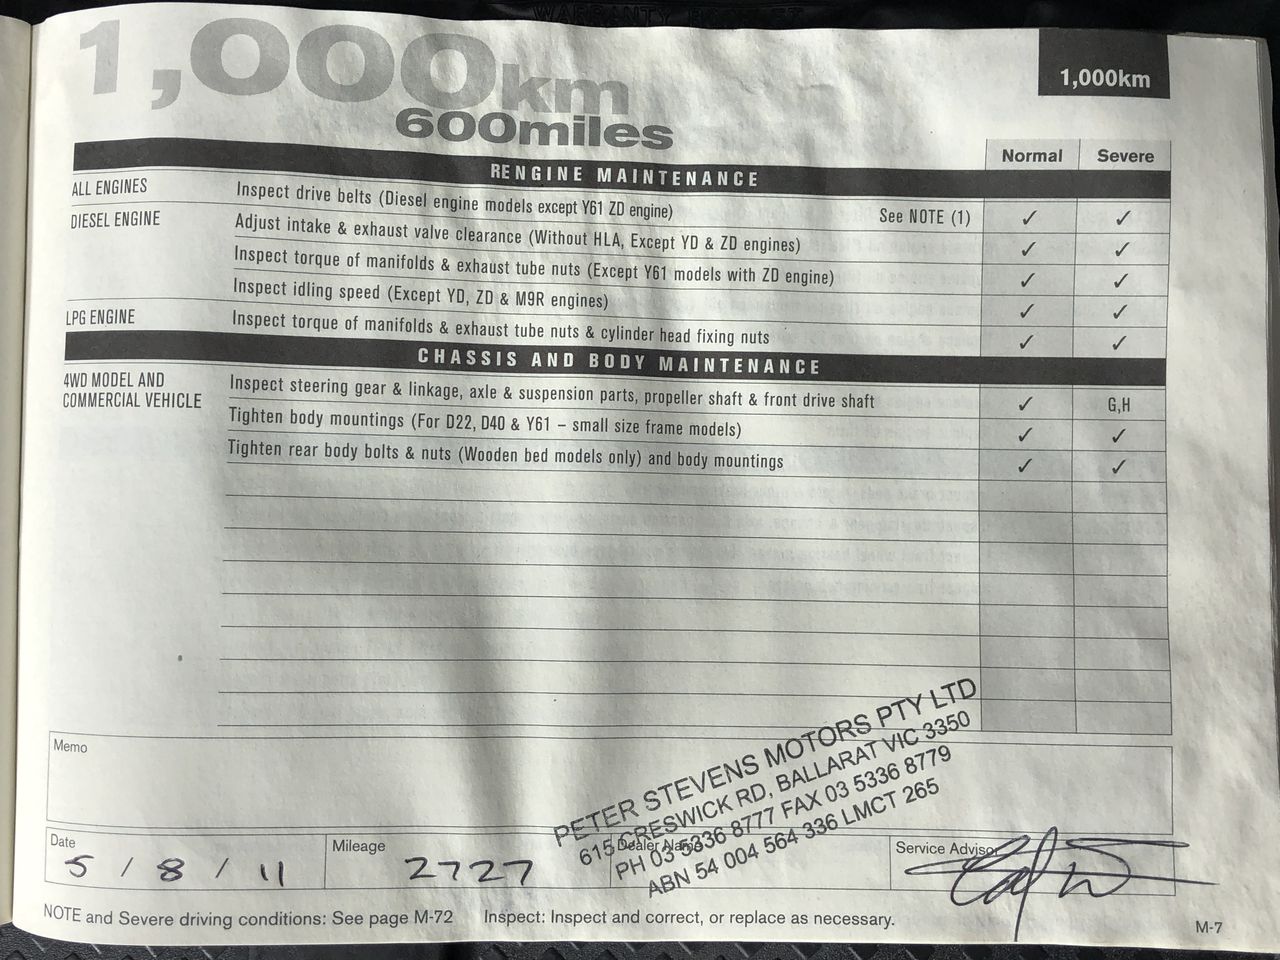 WARRANTY BOOKLET
1,000km
600miles
1,000km
Normal Severe
RENGINE MAINTENANCE
ALL ENGINES Inspect drive belts (Diesel engine models except Y61 ZD engine) See NOTE (1) ✓ ✓
DIESEL ENGINE Adjust intake & exhaust valve clearance (Without HLA, Except YD & ZD engines) ✓ ✓
Inspect torque of manifolds & exhaust tube nuts (Except Y61 models with ZD engine) ✓ ✓
Inspect idling speed (Except YD, ZD & M9R engines) ✓ ✓
LPG ENGINE Inspect torque of manifolds & exhaust tube nuts & cylinder head fixing nuts ✓ ✓
CHASSIS AND BODY MAINTENANCE
4WD MODEL AND Inspect steering gear & linkage, axle & suspension parts, propeller shaft & front drive shaft ✓ G,H
COMMERCIAL VEHICLE Tighten body mountings (For D22, D40 & Y61 – small size frame models) ✓ ✓
Tighten rear body bolts & nuts (Wooden bed models only) and body mountings ✓ ✓
Memo
PETER STEVENS MOTORS PTY LTD
615 CRESWICK RD, BALLARAT VIC 3350
PH 03 5336 8777 FAX 03 5336 8779
ABN 54 004 564 336 LMCT 265
Date Mileage Dealer Name Service Advisor
5 / 8 / 11 2727
NOTE and Severe driving conditions: See page M-72 Inspect: Inspect and correct, or replace as necessary.
M-7